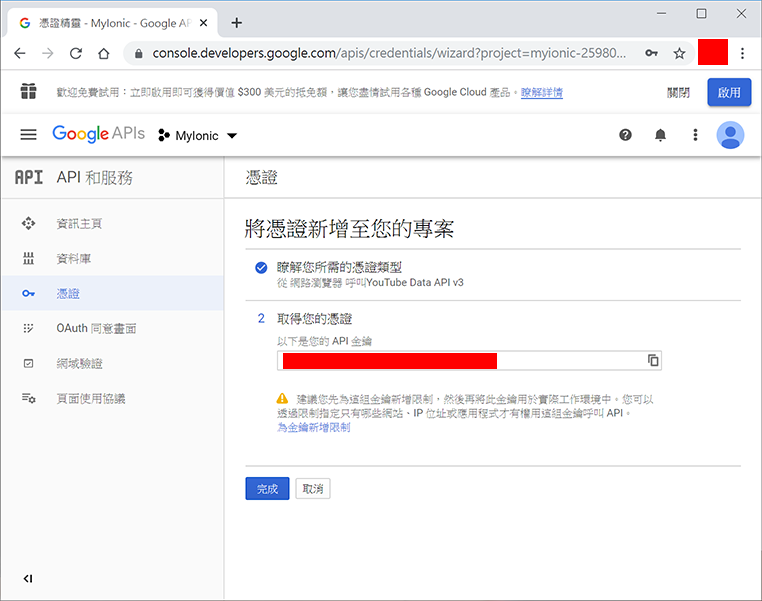 憑證精靈 - MyIonic - Google AP
console.developers.google.com/apis/credentials/wizard?project=myionic-25980...
歡迎免費試用：立即啟用即可獲得價值 $300 美元的抵免額，讓您盡情試用各種 Google Cloud 產品。瞭解詳情
關閉
啟用
Google APIs
MyIonic
API API 和服務
憑證
資訊主頁
資料庫
憑證
OAuth 同意畫面
網域驗證
頁面使用協議
將憑證新增至您的專案
瞭解您所需的憑證類型
從 網路瀏覽器 呼叫YouTube Data API v3
2 取得您的憑證
以下是您的 API 金鑰
建議您先為這組金鑰新增限制，然後再將此金鑰用於實際工作環境中。您可以
透過限制指定只有哪些網站、IP 位址或應用程式才有權用這組金鑰呼叫 API。
為金鑰新增限制
完成
取消